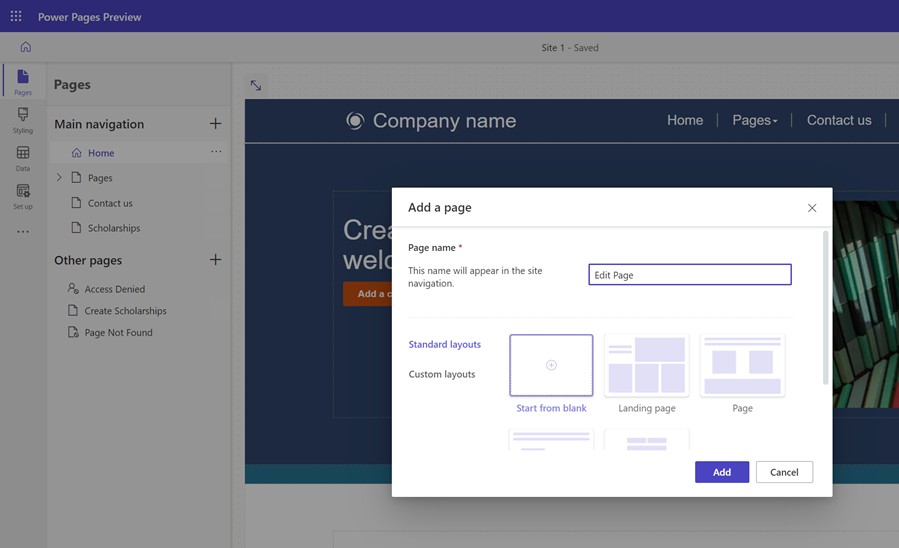 Power Pages Preview
Site 1 - Saved
Pages
Styling
Data
Set up
Pages
Main navigation
Home
Pages
Contact us
Scholarships
Other pages
Access Denied
Create Scholarships
Page Not Found
Company name
Home
Pages
Contact us
Crea
welc
Add a c
Add a page
Page name *
This name will appear in the site
navigation.
Edit Page
Standard layouts
Custom layouts
Start from blank
Landing page
Page
Add
Cancel